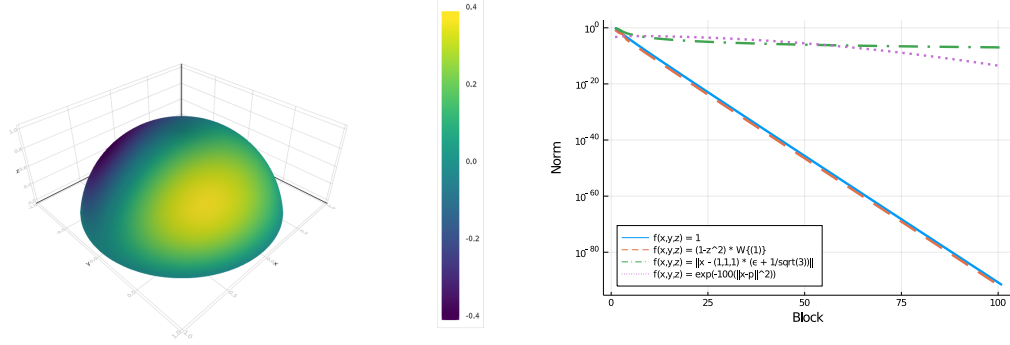 0.4
0.2
0.0
-0.2
-0.4
1.0
z
y
x
10^0
10^-20
10^-40
10^-60
10^-80
Norm
f(x,y,z) = 1
f(x,y,z) = (1-z^2) * W{(1)}
f(x,y,z) = ||x - (1,1,1) * (ϵ + 1/sqrt(3))||
f(x,y,z) = exp(-100(||x-p||^2))
0
25
50
75
100
Block